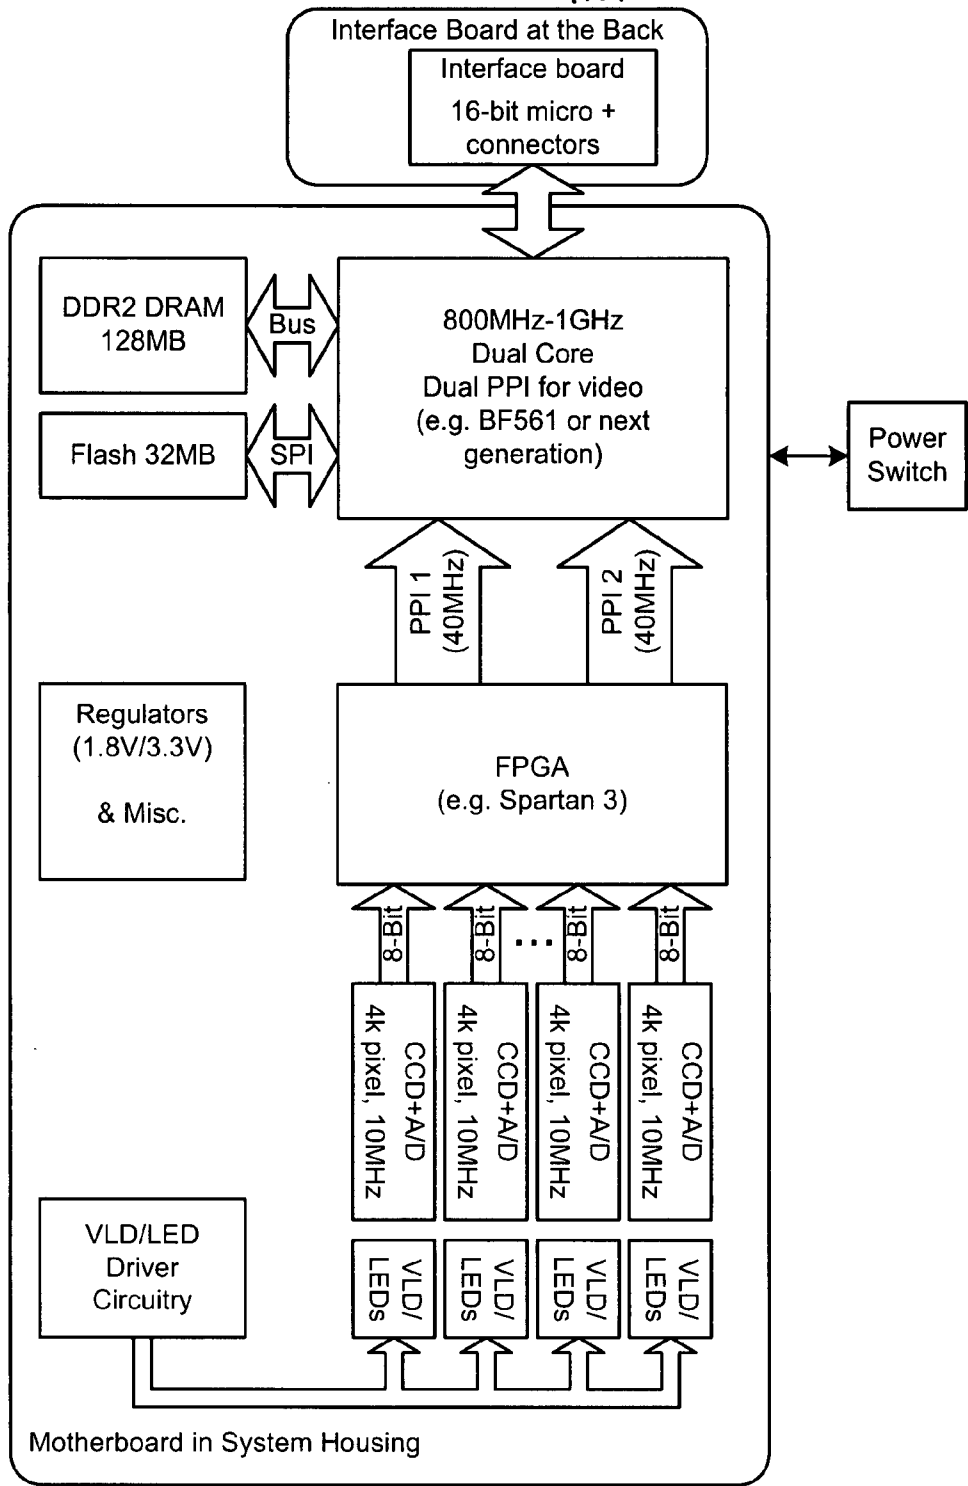 Interface Board at the Back
Interface board
16-bit micro +
connectors
DDR2 DRAM
128MB
Bus
800MHz-1GHz
Dual Core
Dual PPI for video
(e.g. BF561 or next
generation)
Flash 32MB
SPI
Power
Switch
PPI 1
(40MHz)
PPI 2
(40MHz)
Regulators
(1.8V/3.3V)
& Misc.
FPGA
(e.g. Spartan 3)
8-Bit
8-Bit
...
8-Bit
8-Bit
CCD+A/D
4k pixel, 10MHz
CCD+A/D
4k pixel, 10MHz
CCD+A/D
4k pixel, 10MHz
CCD+A/D
4k pixel, 10MHz
VLD/LED
Driver
Circuitry
VLD/
LEDs
VLD/
LEDs
VLD/
LEDs
VLD/
LEDs
Motherboard in System Housing